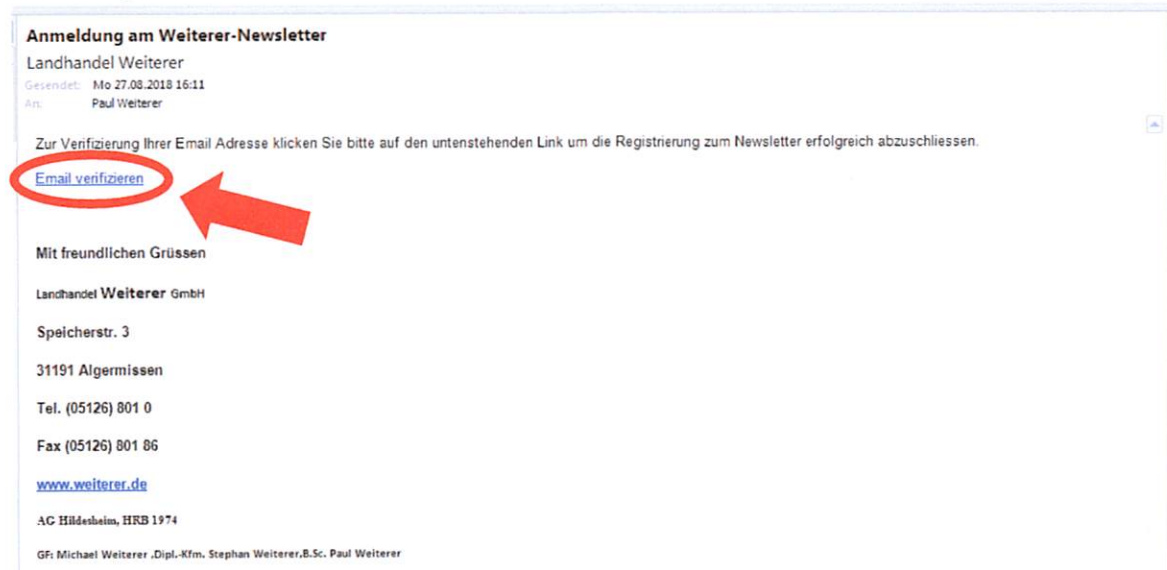 Anmeldung am Weiterer-Newsletter
Landhandel Weiterer
Gesendet: Mo 27.08.2018 16:11
An: Paul Weiterer
Zur Verifizierung Ihrer Email Adresse klicken Sie bitte auf den untenstehenden Link um die Registrierung zum Newsletter erfolgreich abzuschliessen.
Email verifizieren
Mit freundlichen Grüssen
Landhandel Weiterer GmbH
Speicherstr. 3
31191 Algermissen
Tel. (05126) 801 0
Fax (05126) 801 86
www.weiterer.de
AG Hildesheim, HRB 1974
GF: Michael Weiterer ,Dipl.-Kfm. Stephan Weiterer,B.Sc. Paul Weiterer